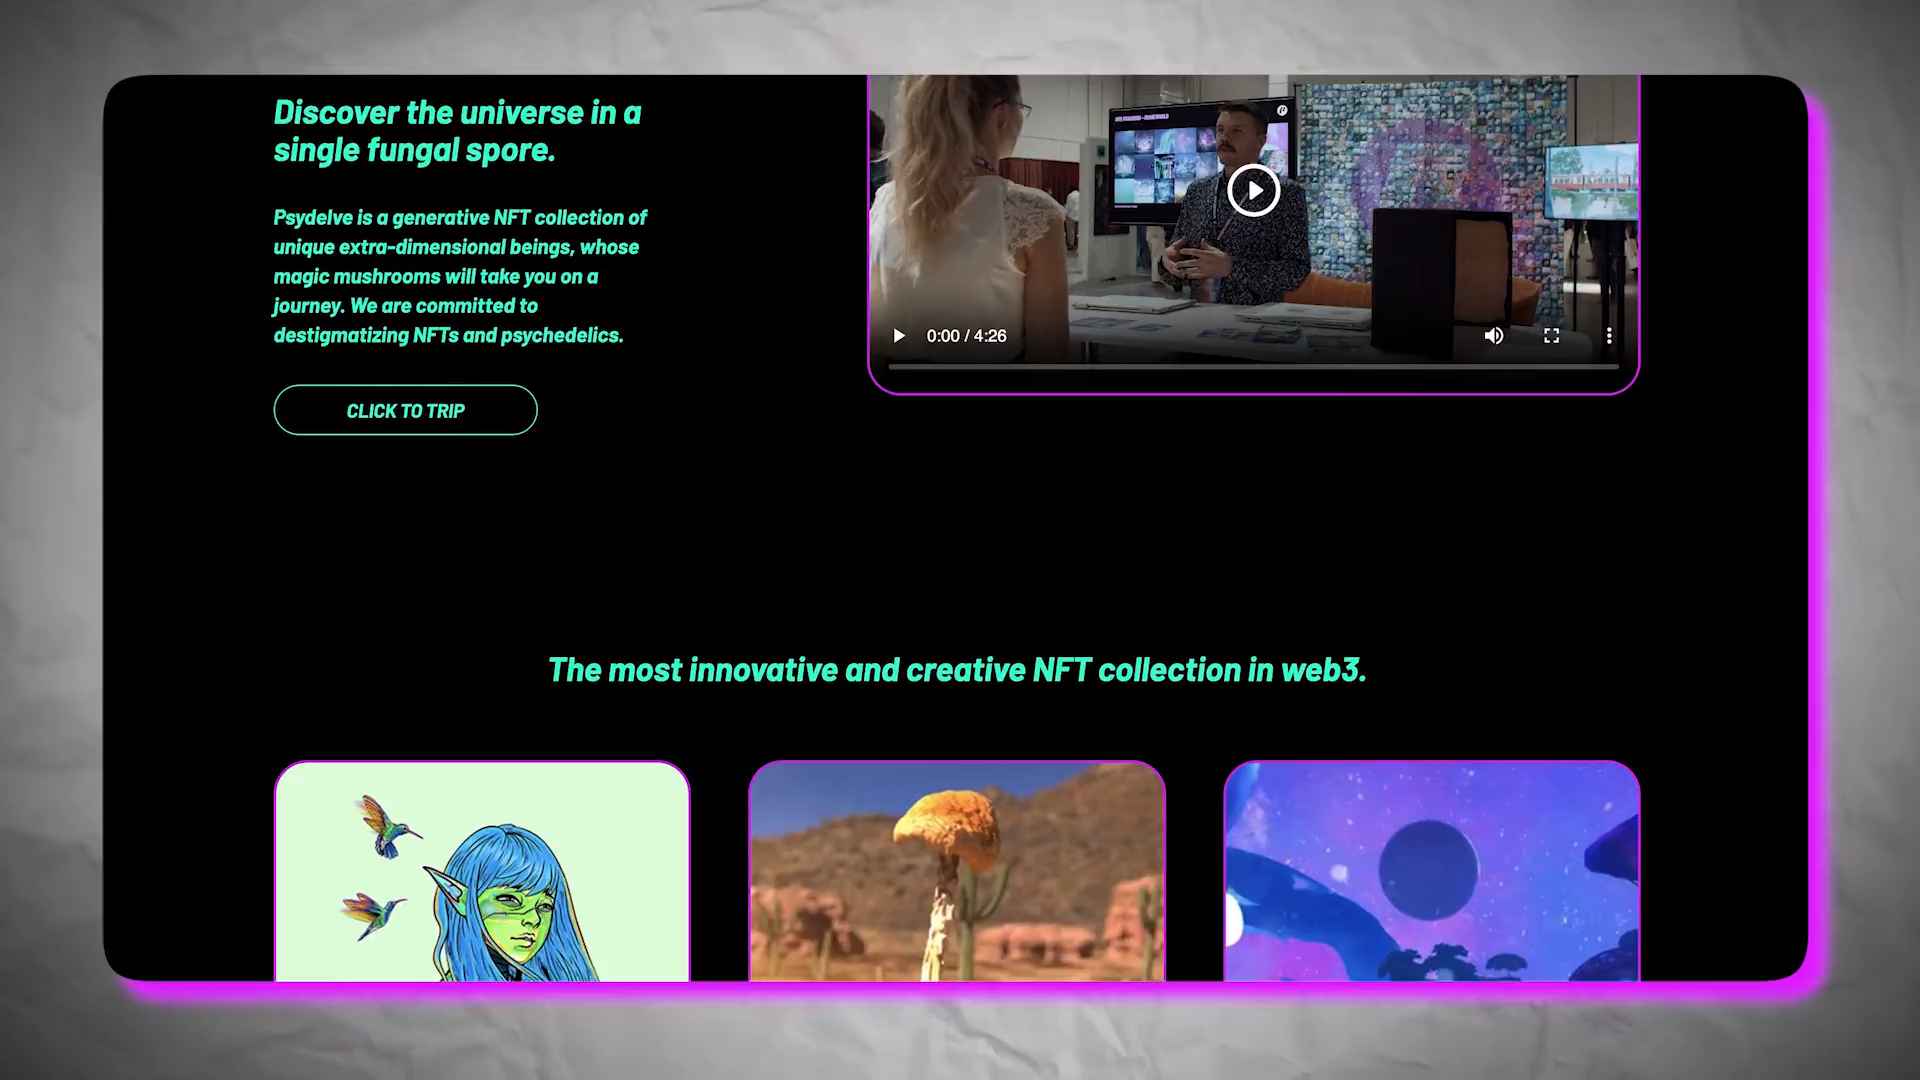 Discover the universe in a
single fungal spore.
Psydelve is a generative NFT collection of
unique extra-dimensional beings, whose
magic mushrooms will take you on a
journey. We are committed to
destigmatizing NFTs and psychedelics.
CLICK TO TRIP
0:00 / 4:26
The most innovative and creative NFT collection in web3.